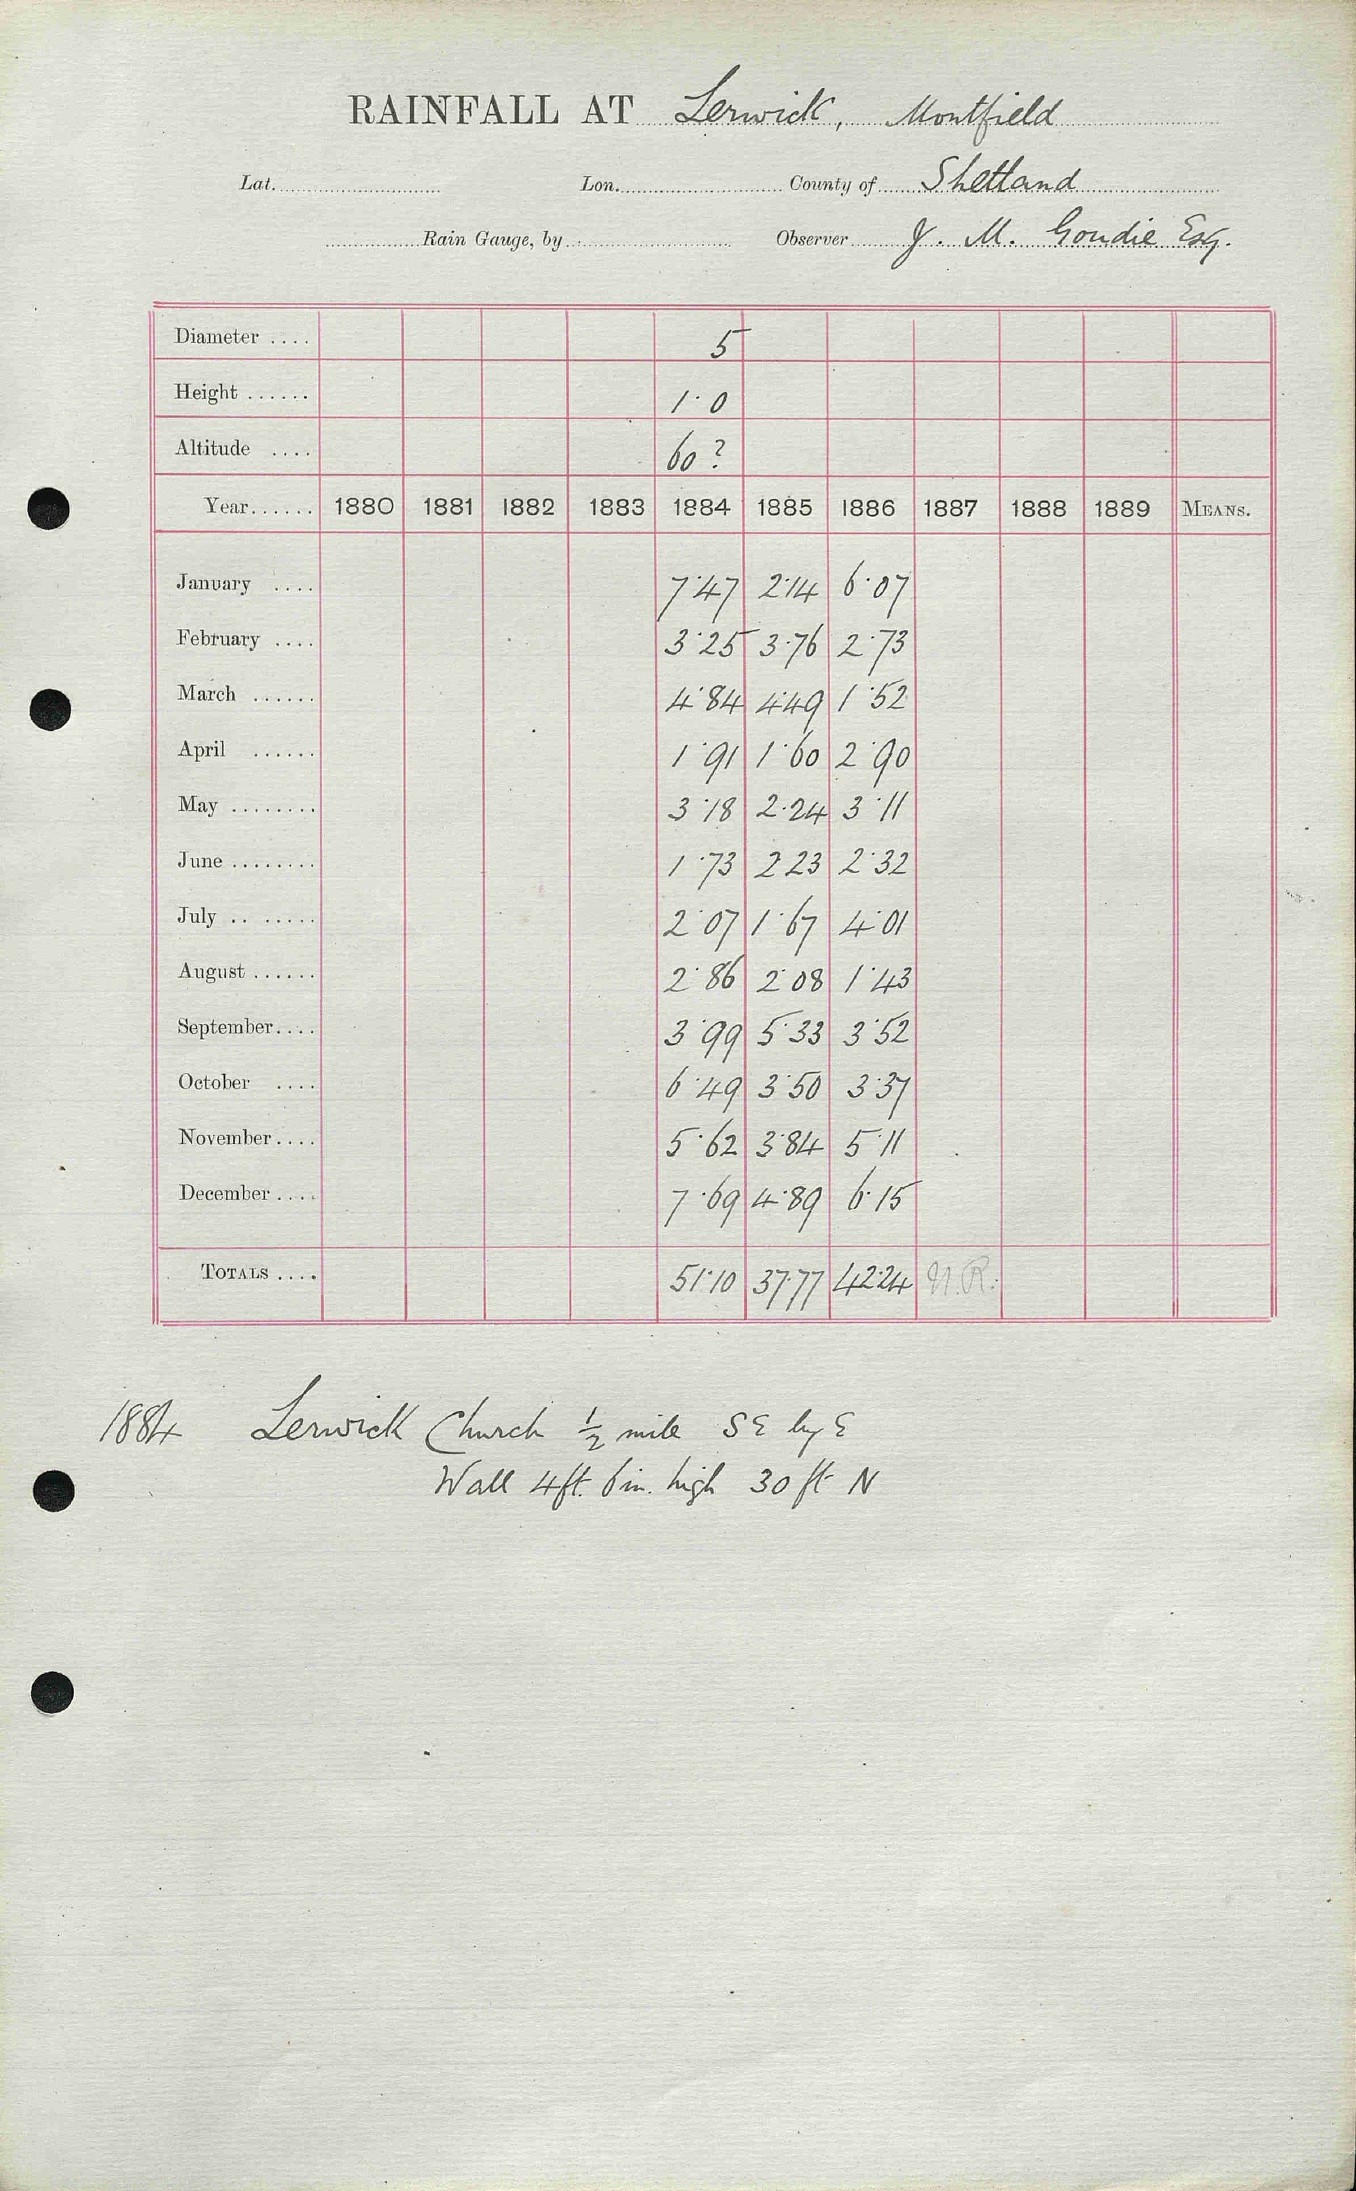 RAINFALL AT Lerwick, Montfield
Lat. Lon. County of Shetland
Rain Gauge, by Observer J. M. Goudie Esq.
Diameter .... 5
Height ...... 1·0
Altitude .... 60 ?
Year...... 1880 1881 1882 1883 1884 1885 1886 1887 1888 1889 MEANS.
January .... 7·47 2·14 6·07
February .... 3·25 3·76 2·73
March ...... 4·84 4·49 1·52
April ...... 1·91 1·60 2·90
May ........ 3·18 2·24 3·11
June ........ 1·73 2·23 2·32
July .. ..... 2·07 1·67 4·01
August ...... 2·86 2·08 1·43
September.... 3·99 5·33 3·52
October .... 6·49 3·50 3·37
November.... 5·62 3·84 5·11
December .... 7·69 4·89 6·15
TOTALS .... 51·10 37·77 42·24 N.R.
1884 Lerwick Church ½ mile SE by E
Wall 4ft. 6in. high 30 ft N